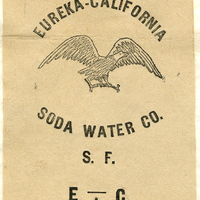 EUREKA-CALIFORNIA
SODA WATER CO.
S. F.
E. C